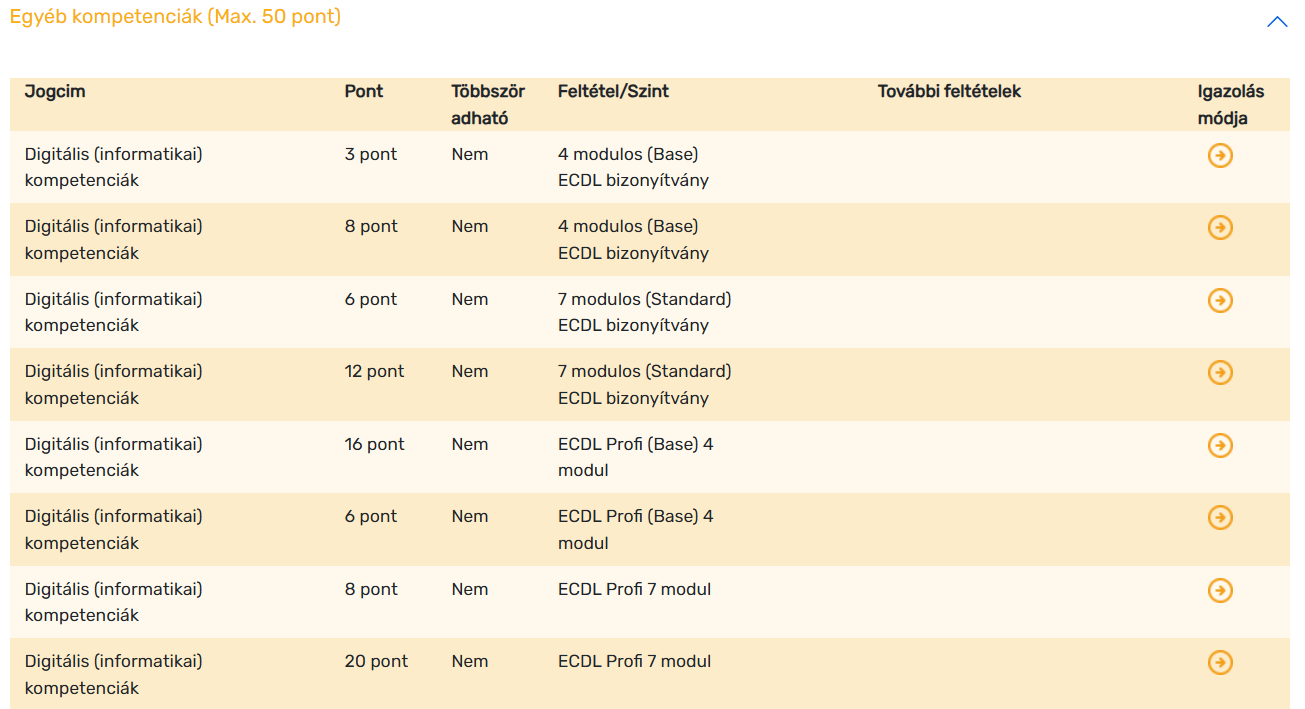 Egyéb kompetenciák (Max. 50 pont)
Jogcim Pont Többször Feltétel/Szint További feltételek Igazolás
adható módja
Digitális (informatikai) 3 pont Nem 4 modulos (Base)
kompetenciák ECDL bizonyítvány
Digitális (informatikai) 8 pont Nem 4 modulos (Base)
kompetenciák ECDL bizonyítvány
Digitális (informatikai) 6 pont Nem 7 modulos (Standard)
kompetenciák ECDL bizonyítvány
Digitális (informatikai) 12 pont Nem 7 modulos (Standard)
kompetenciák ECDL bizonyítvány
Digitális (informatikai) 16 pont Nem ECDL Profi (Base) 4
kompetenciák modul
Digitális (informatikai) 6 pont Nem ECDL Profi (Base) 4
kompetenciák modul
Digitális (informatikai) 8 pont Nem ECDL Profi 7 modul
kompetenciák
Digitális (informatikai) 20 pont Nem ECDL Profi 7 modul
kompetenciák